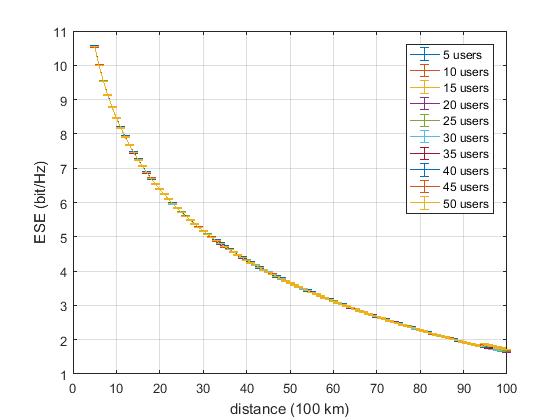 11
10
9
8
7
6
5
4
3
2
1
ESE (bit/Hz)
0 10 20 30 40 50 60 70 80 90 100
distance (100 km)
5 users
10 users
15 users
20 users
25 users
30 users
35 users
40 users
45 users
50 users